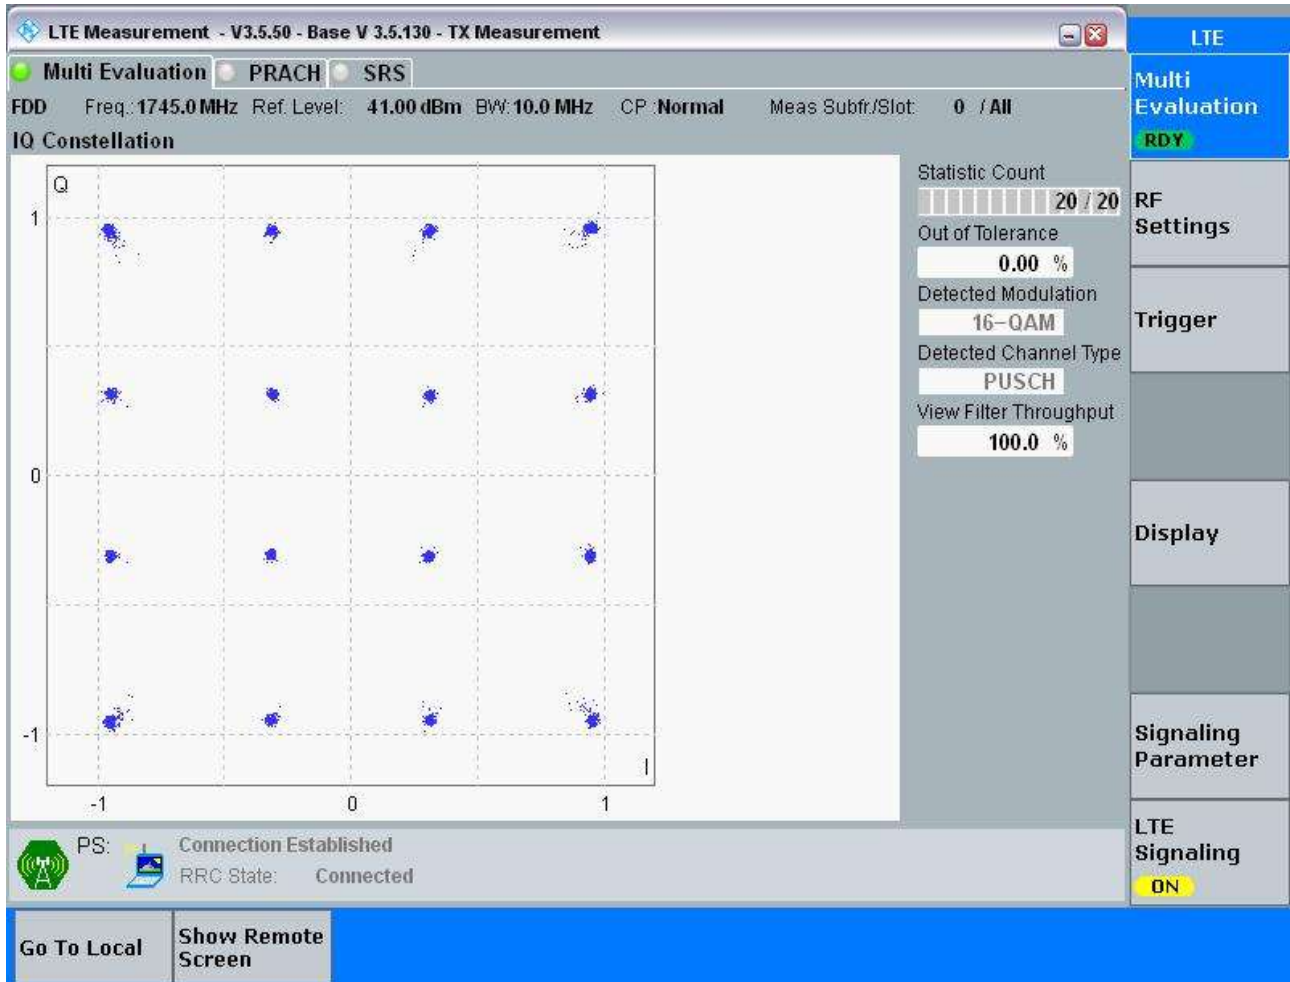 LTE Measurement - V3.5.50 - Base V 3.5.130 - TX Measurement
Multi Evaluation PRACH SRS
FDD Freq.:1745.0 MHz Ref. Level: 41.00 dBm BW:10.0 MHz CP :Normal Meas Subfr./Slot: 0 / All
IQ Constellation
Q
1
0
-1
I
-1 0 1
Statistic Count
20 / 20
Out of Tolerance
0.00 %
Detected Modulation
16-QAM
Detected Channel Type
PUSCH
View Filter Throughput
100.0 %
PS: Connection Established
RRC State: Connected
LTE
Multi
Evaluation
RDY
RF
Settings
Trigger
Display
Signaling
Parameter
LTE
Signaling
ON
Go To Local
Show Remote
Screen